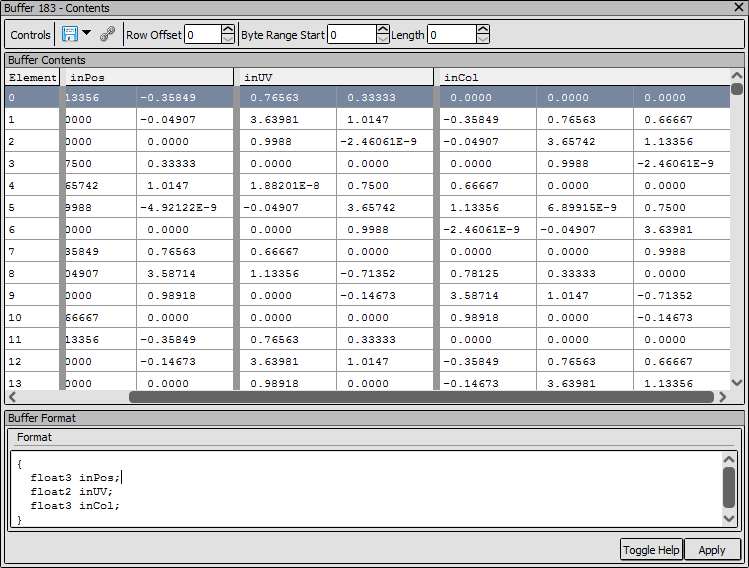 Buffer 183 - Contents
Controls Row Offset 0 Byte Range Start 0 Length 0
Buffer Contents
Element inPos inUV inCol
0 13356 -0.35849 0.76563 0.33333 0.0000 0.0000 0.0000
1 0000 -0.04907 3.63981 1.0147 -0.35849 0.76563 0.66667
2 0000 0.0000 0.9988 -2.46061E-9 -0.04907 3.65742 1.13356
3 7500 0.33333 0.0000 0.0000 0.0000 0.9988 -2.46061E-9
4 65742 1.0147 1.88201E-8 0.7500 0.66667 0.0000 0.0000
5 9988 -4.92122E-9 -0.04907 3.65742 1.13356 6.89915E-9 0.7500
6 0000 0.0000 0.0000 0.9988 -2.46061E-9 -0.04907 3.63981
7 35849 0.76563 0.66667 0.0000 0.0000 0.0000 0.9988
8 04907 3.58714 1.13356 -0.71352 0.78125 0.33333 0.0000
9 0000 0.98918 0.0000 -0.14673 3.58714 1.0147 -0.71352
10 66667 0.0000 0.0000 0.0000 0.98918 0.0000 -0.14673
11 13356 -0.35849 0.76563 0.33333 0.0000 0.0000 0.0000
12 0000 -0.14673 3.63981 1.0147 -0.35849 0.76563 0.66667
13 0000 0.0000 0.98918 0.0000 -0.14673 3.63981 1.13356
Buffer Format
Format
{
float3 inPos;
float2 inUV;
float3 inCol;
}
Toggle Help Apply